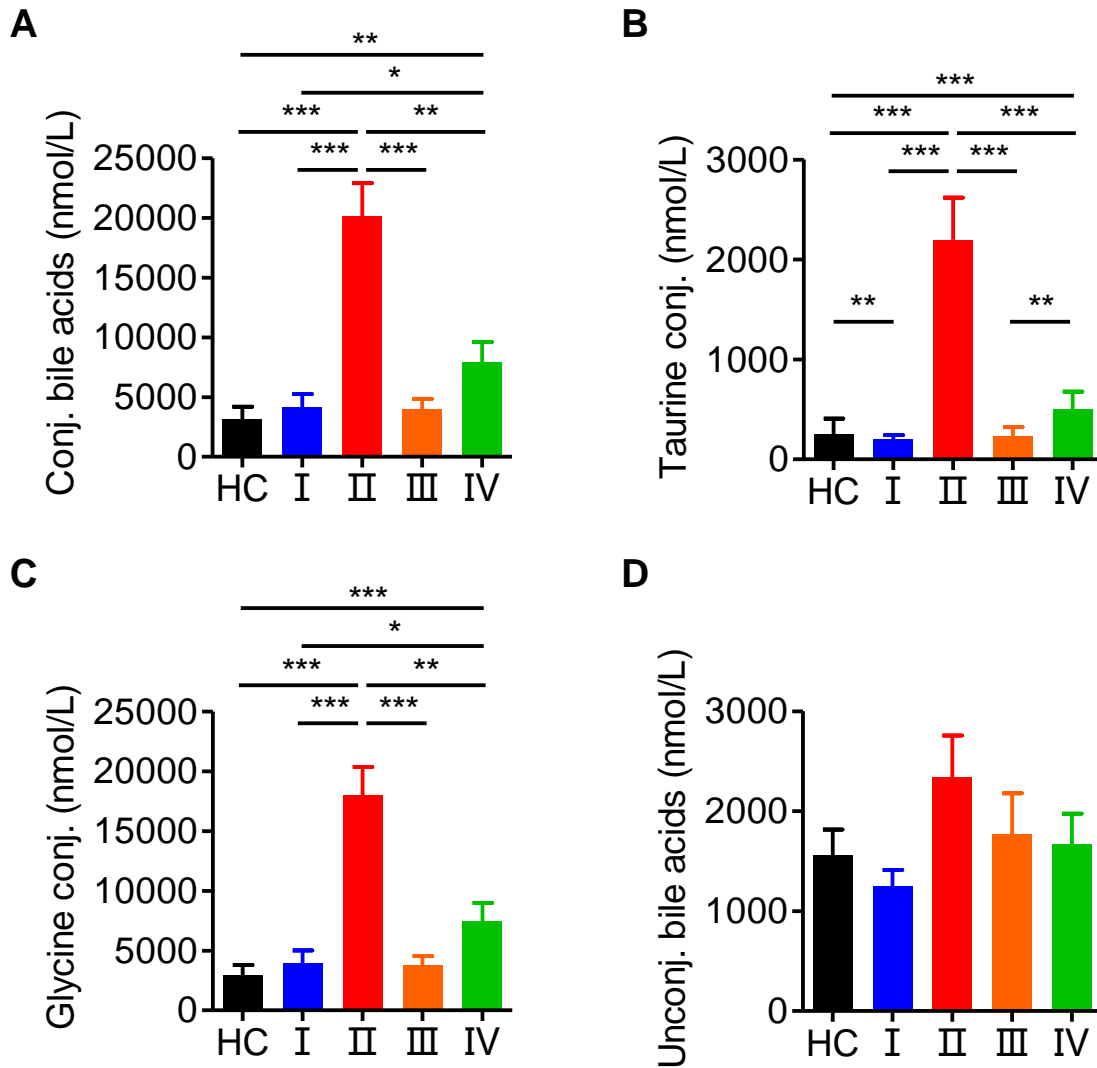 A
**
*
*** **
*** ***
Conj. bile acids (nmol/L)
25000
20000
15000
10000
5000
0
HC I II III IV
B
***
*** ***
*** ***
** **
Taurine conj. (nmol/L)
3000
2000
1000
0
HC I II III IV
C
***
*
*** **
*** ***
Glycine conj. (nmol/L)
25000
20000
15000
10000
5000
0
HC I II III IV
D
Unconj. bile acids (nmol/L)
3000
2000
1000
0
HC I II III IV